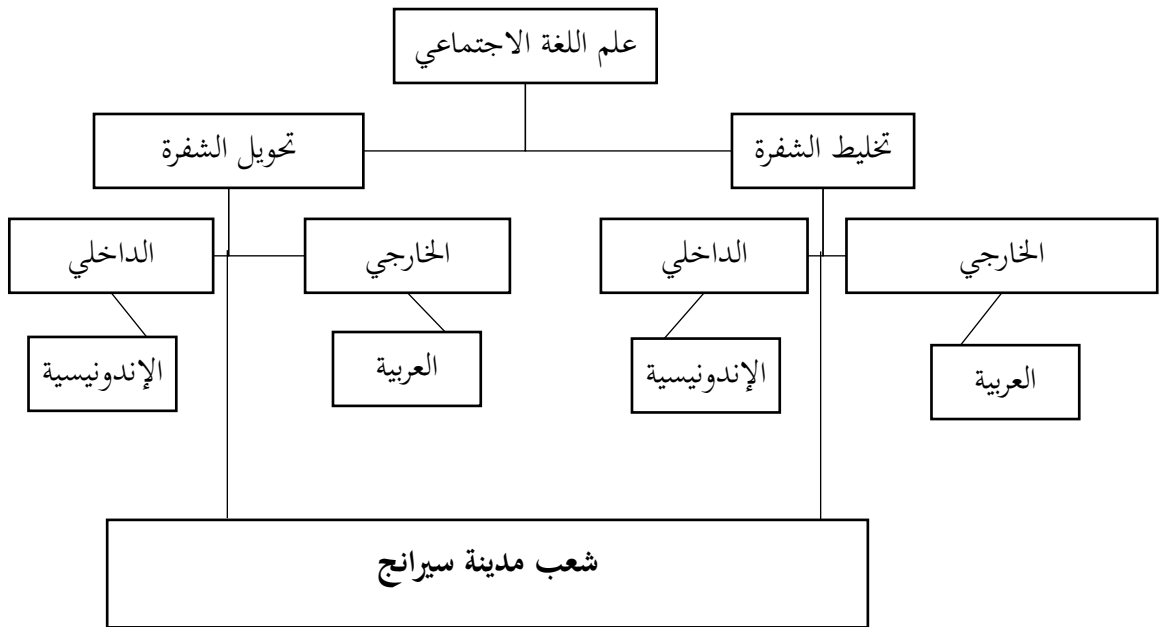 علم اللغة الاجتماعي
تخليط الشفرة
تحويل الشفرة
الخارجي
الداخلي
الخارجي
الداخلي
العربية
الإندونيسية
العربية
الإندونيسية
شعب مدينة سيرانج